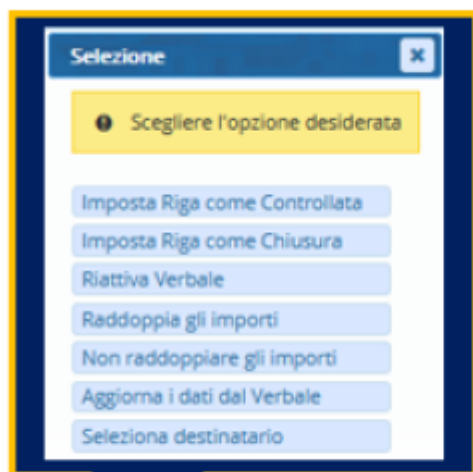 Selezione
Scegliere l'opzione desiderata
Imposta Riga come Controllata
Imposta Riga come Chiusura
Riattiva Verbale
Raddoppia gli importi
Non raddoppiare gli importi
Aggiorna i dati dal Verbale
Seleziona destinatario